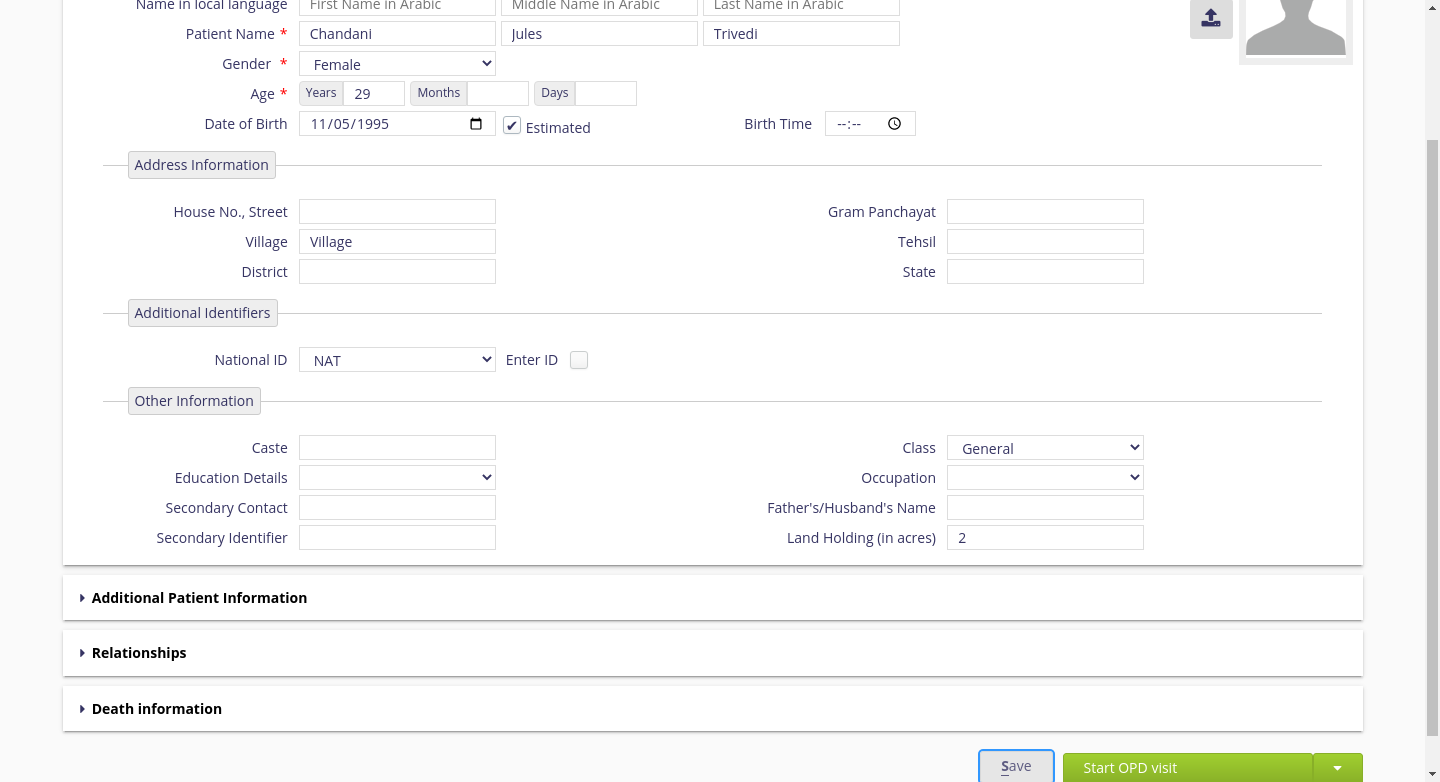 Name in local language First Name in Arabic Middle Name in Arabic Last Name in Arabic
Patient Name * Chandani Jules Trivedi
Gender * Female
Age * Years 29 Months Days
Date of Birth 11/05/1995 Estimated Birth Time --:--
Address Information
House No., Street Gram Panchayat
Village Village Tehsil
District State
Additional Identifiers
National ID NAT Enter ID
Other Information
Caste Class General
Education Details Occupation
Secondary Contact Father's/Husband's Name
Secondary Identifier Land Holding (in acres) 2
Additional Patient Information
Relationships
Death information
Save Start OPD visit